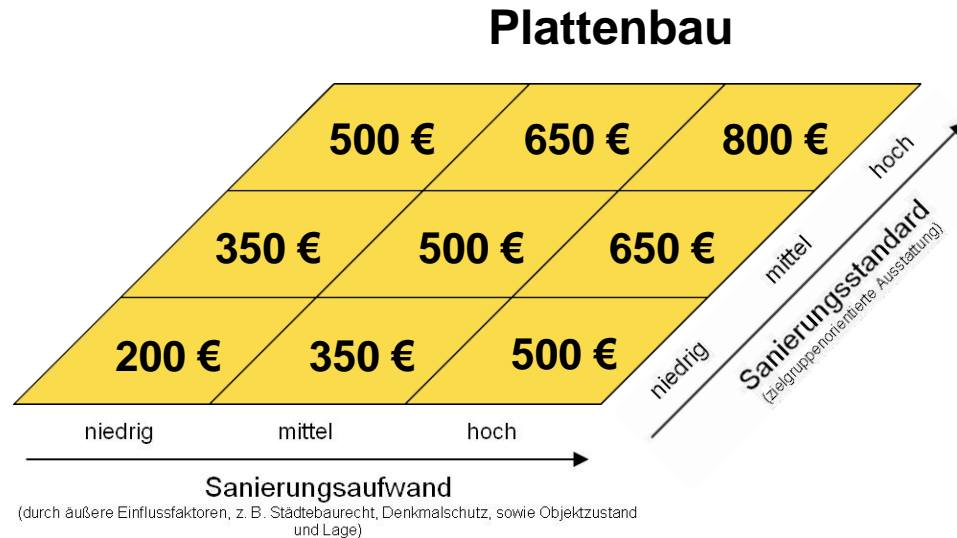 Plattenbau
500 € 650 € 800 €
350 € 500 € 650 €
200 € 350 € 500 €
niedrig mittel hoch
Sanierungsaufwand
(durch äußere Einflussfaktoren, z. B. Städtebaurecht, Denkmalschutz, sowie Objektzustand
und Lage)
niedrig mittel hoch
Sanierungsstandard
(zielgruppenorientierte Ausstattung)